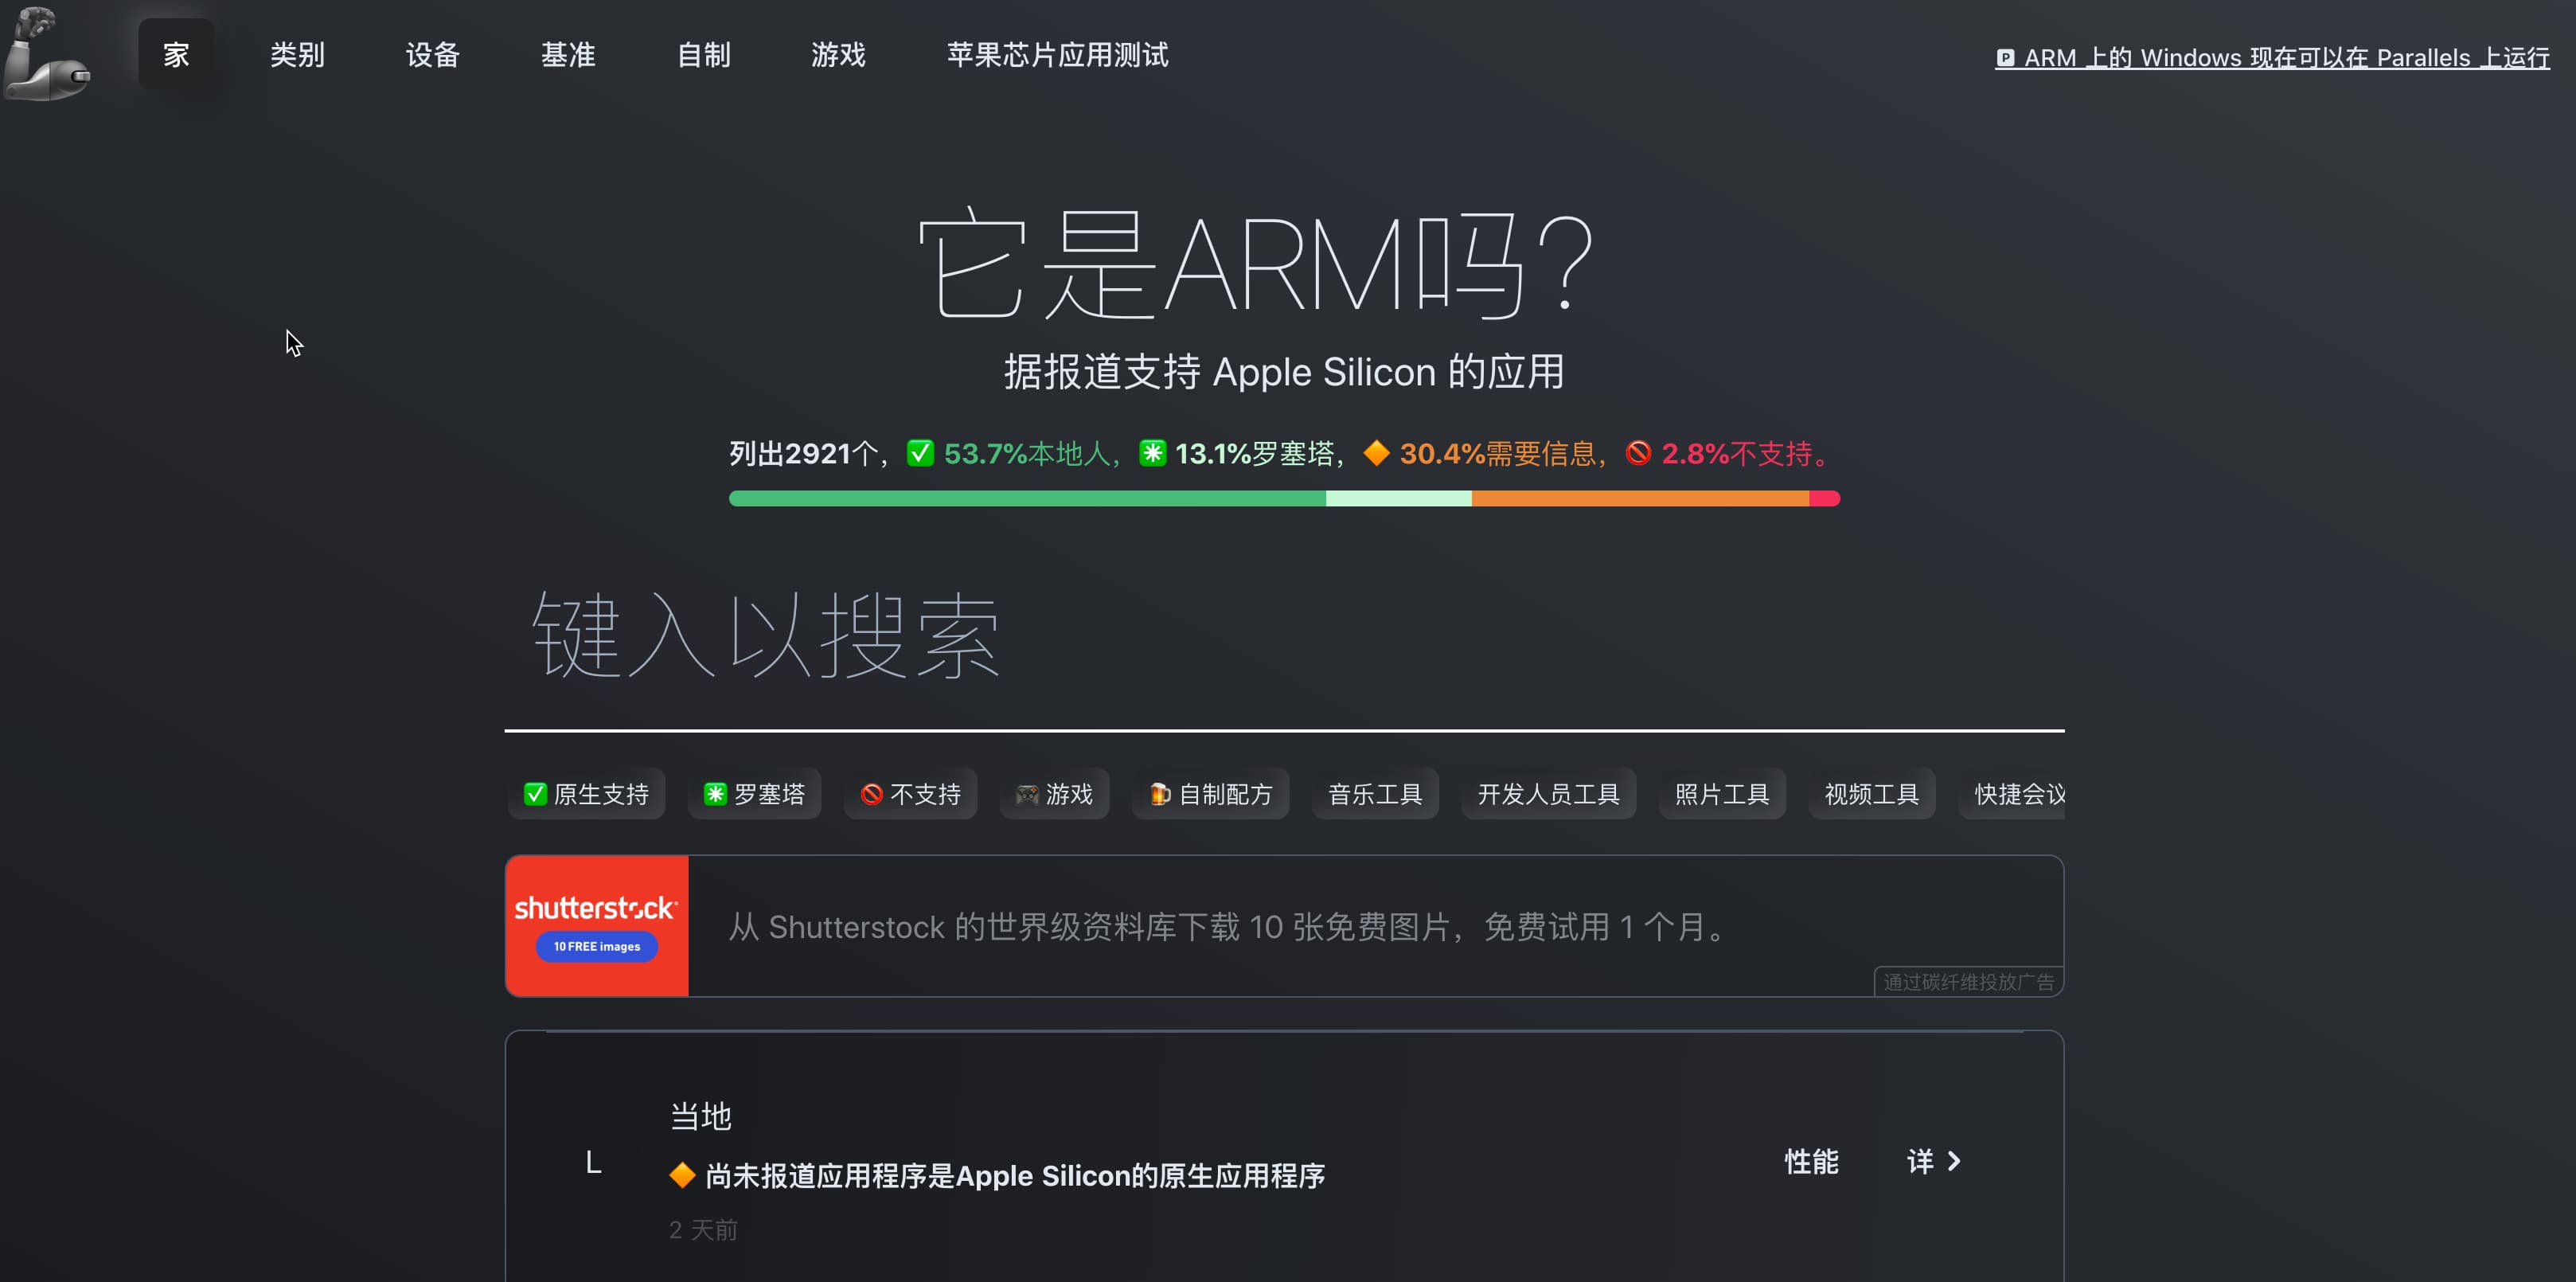 家 类别 设备 基准 自制 游戏 苹果芯片应用测试 🅿 ARM 上的 Windows 现在可以在 Parallels 上运行
它是ARM吗?
据报道支持 Apple Silicon 的应用
列出2921个，✅ 53.7%本地人，✳️ 13.1%罗塞塔，🔶 30.4%需要信息，🚫 2.8%不支持。
键入以搜索
✅ 原生支持 ✳️ 罗塞塔 🚫 不支持 🎮 游戏 🍺 自制配方 音乐工具 开发人员工具 照片工具 视频工具 快捷会议
shutterstock
10 FREE images
从 Shutterstock 的世界级资料库下载 10 张免费图片，免费试用 1 个月。
通过碳纤维投放广告
当地
L
🔶 尚未报道应用程序是Apple Silicon的原生应用程序
性能 详 >
2 天前